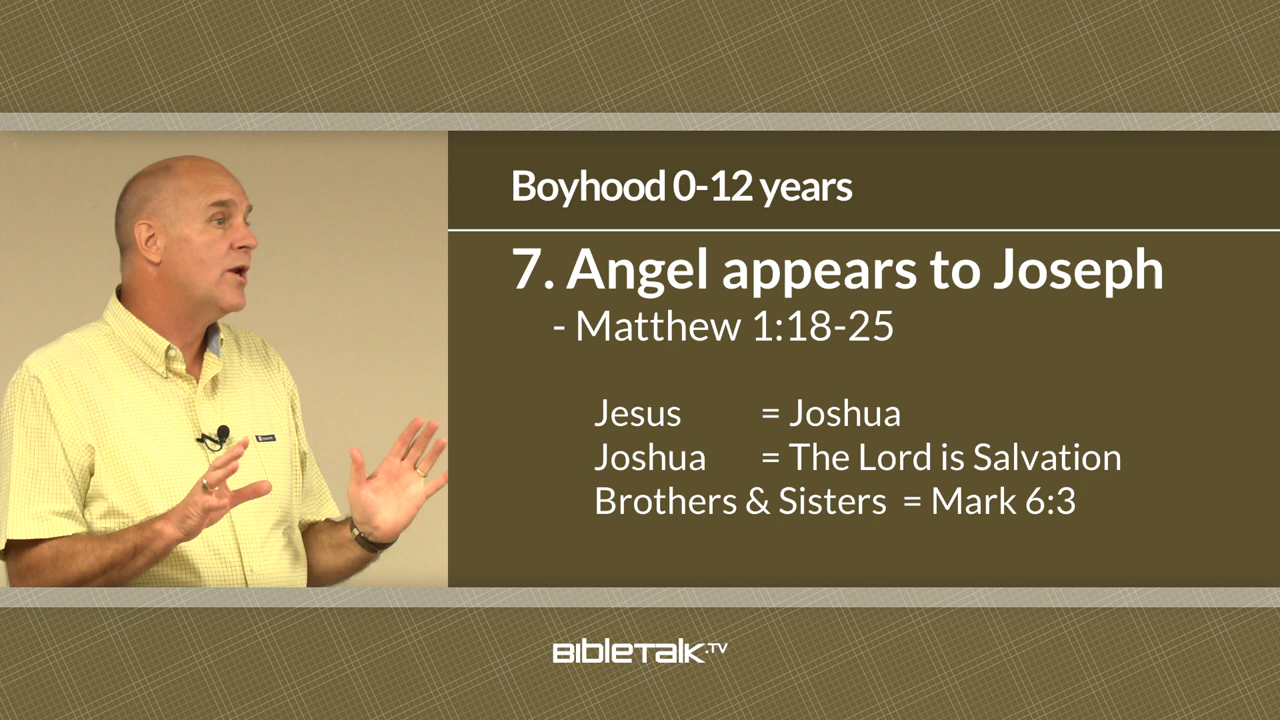 Boyhood 0-12 years
7. Angel appears to Joseph
- Matthew 1:18-25
Jesus = Joshua
Joshua = The Lord is Salvation
Brothers & Sisters = Mark 6:3
BibleTalk.TV